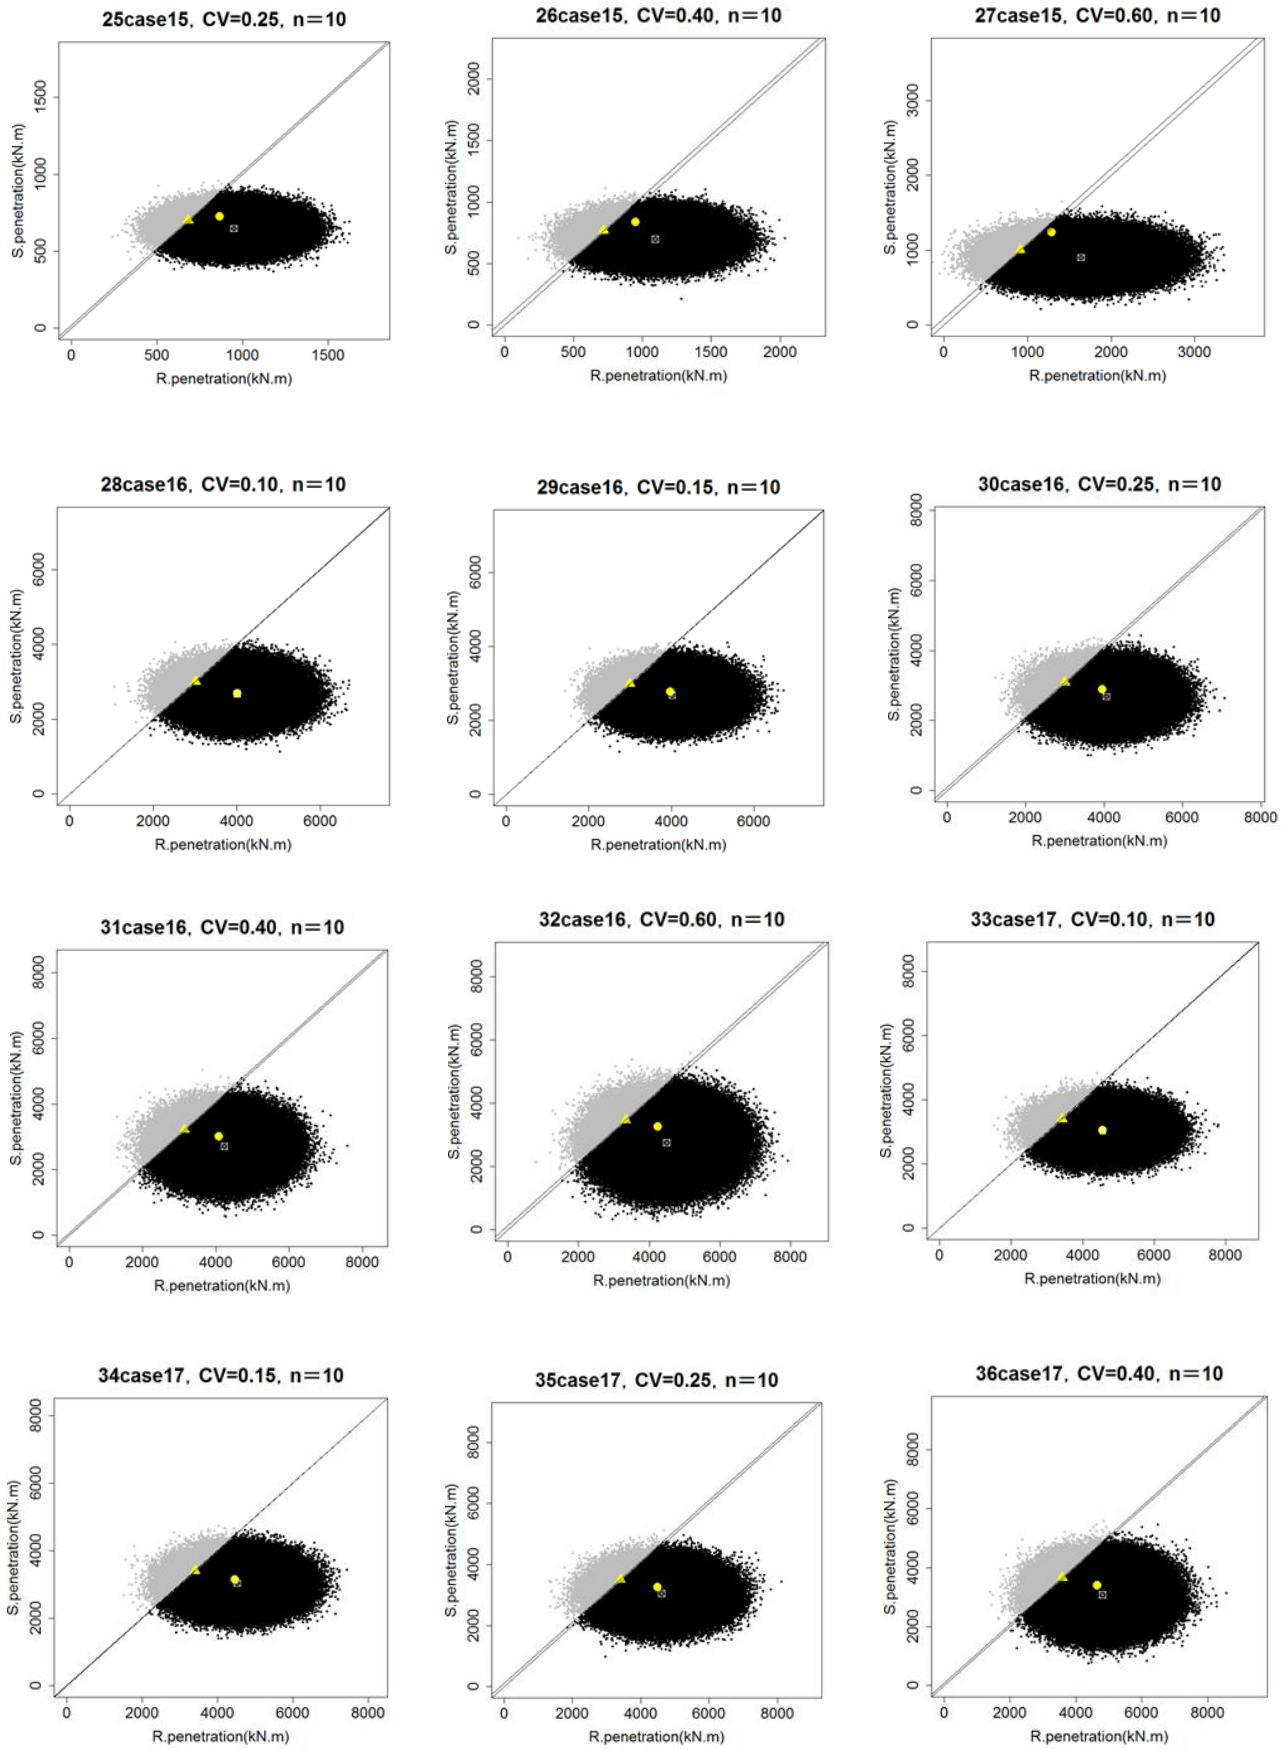 25case15, CV=0.25, n=10
26case15, CV=0.40, n=10
27case15, CV=0.60, n=10
S.penetration(kN.m)
0 500 1000 1500
0 500 1000 1500
R.penetration(kN.m)
S.penetration(kN.m)
0 500 1000 1500 2000
0 500 1000 1500 2000
R.penetration(kN.m)
S.penetration(kN.m)
0 1000 2000 3000
0 1000 2000 3000
R.penetration(kN.m)
28case16, CV=0.10, n=10
29case16, CV=0.15, n=10
30case16, CV=0.25, n=10
S.penetration(kN.m)
0 2000 4000 6000
0 2000 4000 6000
R.penetration(kN.m)
S.penetration(kN.m)
0 2000 4000 6000
0 2000 4000 6000
R.penetration(kN.m)
S.penetration(kN.m)
0 2000 4000 6000 8000
0 2000 4000 6000 8000
R.penetration(kN.m)
31case16, CV=0.40, n=10
32case16, CV=0.60, n=10
33case17, CV=0.10, n=10
S.penetration(kN.m)
0 2000 4000 6000 8000
0 2000 4000 6000 8000
R.penetration(kN.m)
S.penetration(kN.m)
0 2000 4000 6000 8000
0 2000 4000 6000 8000
R.penetration(kN.m)
S.penetration(kN.m)
0 2000 4000 6000 8000
0 2000 4000 6000 8000
R.penetration(kN.m)
34case17, CV=0.15, n=10
35case17, CV=0.25, n=10
36case17, CV=0.40, n=10
S.penetration(kN.m)
0 2000 4000 6000 8000
0 2000 4000 6000 8000
R.penetration(kN.m)
S.penetration(kN.m)
0 2000 4000 6000 8000
0 2000 4000 6000 8000
R.penetration(kN.m)
S.penetration(kN.m)
0 2000 4000 6000 8000
0 2000 4000 6000 8000
R.penetration(kN.m)